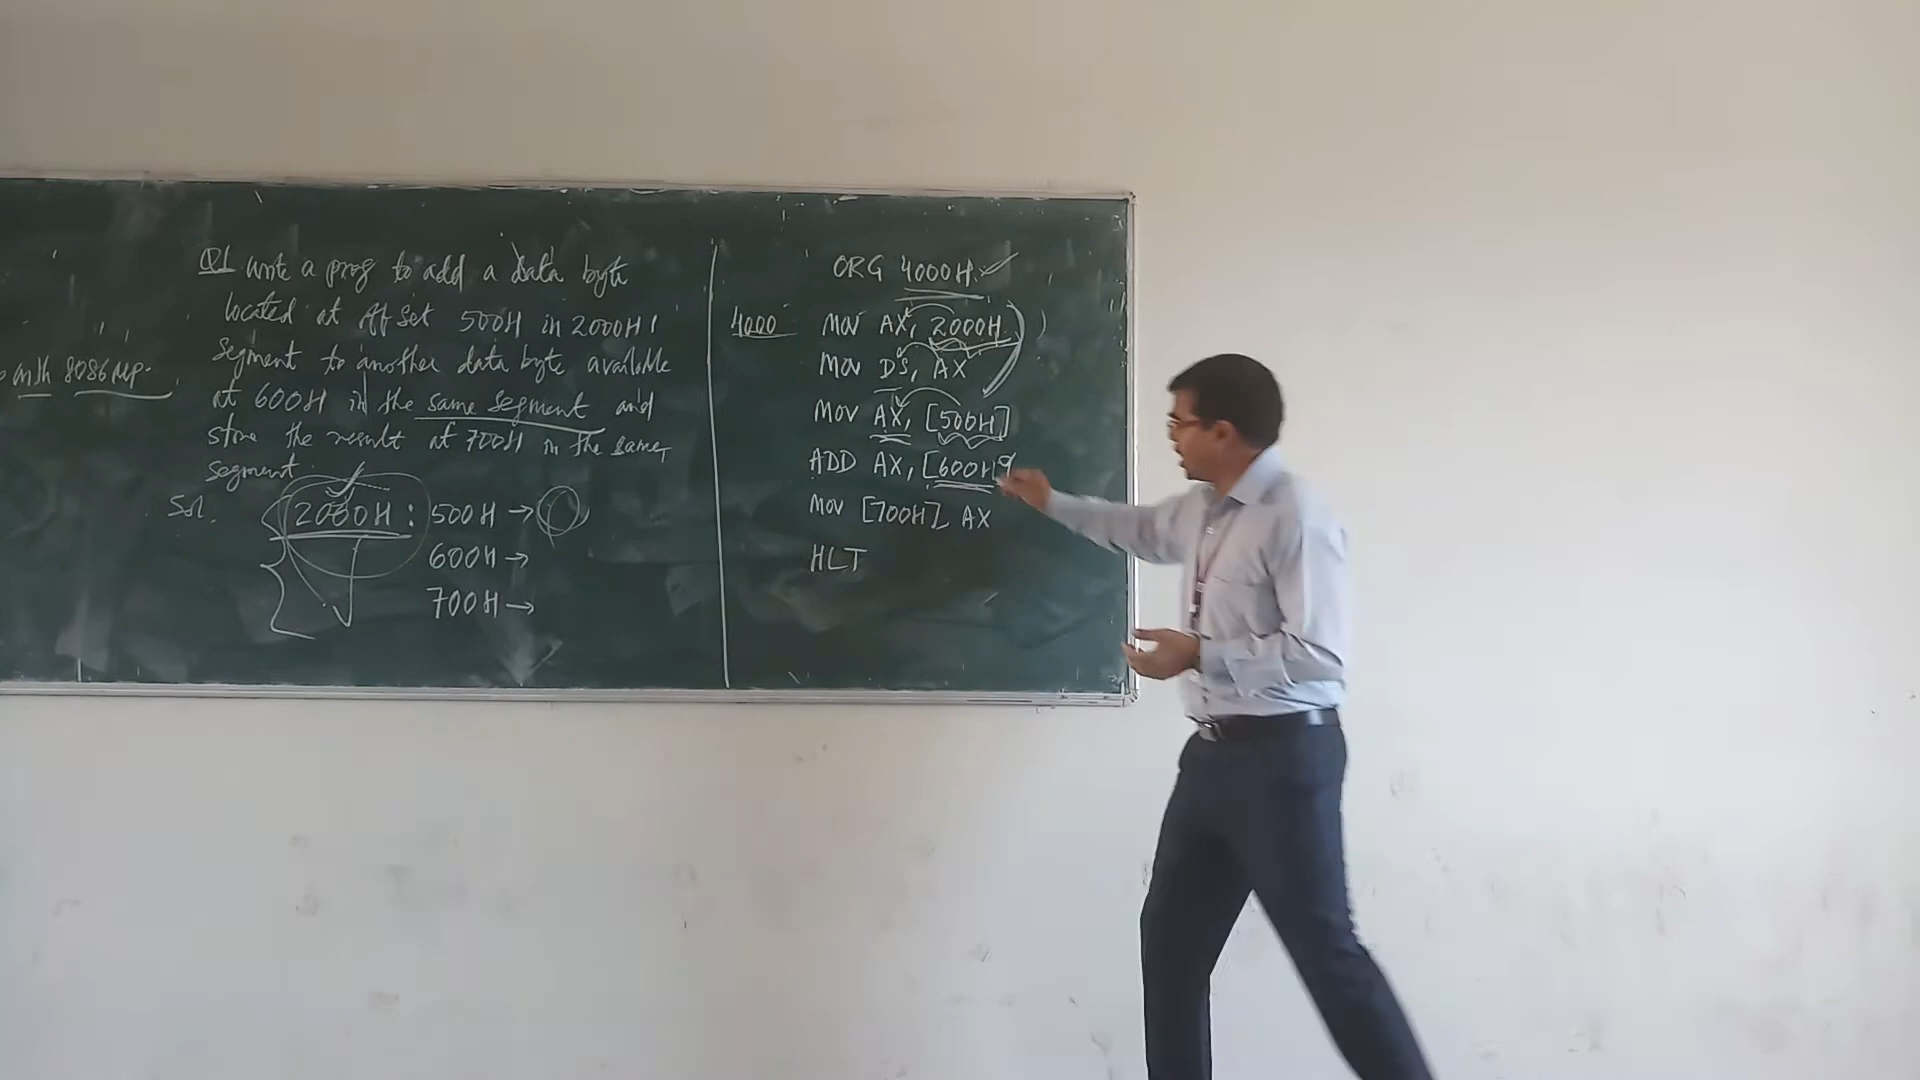 with 8086 μp.
Q1 write a prog to add a data byte
located at offset 500H in 2000H
segment to another data byte available
at 600H in the same segment and
store the result at 700H in the same
segment.
Sol.
2000H : 500H →
600H →
700H →
ORG 4000H
4000 MOV AX, 2000H
MOV DS, AX
MOV AX, [500H]
ADD AX, [600H]
MOV [700H], AX
HLT